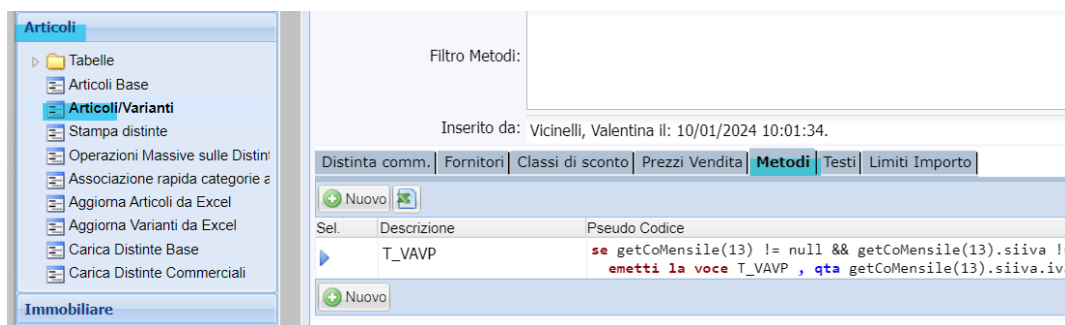 Articoli
Tabelle
Articoli Base
Articoli/Varianti
Stampa distinte
Operazioni Massive sulle Distin
Associazione rapida categorie a
Aggiorna Articoli da Excel
Aggiorna Varianti da Excel
Carica Distinte Base
Carica Distinte Commerciali
Immobiliare
Filtro Metodi:
Inserito da: Vicinelli, Valentina il: 10/01/2024 10:01:34.
Distinta comm. Fornitori Classi di sconto Prezzi Vendita Metodi Testi Limiti Importo
Nuovo
Sel. Descrizione Pseudo Codice
T_VAVP se getCoMensile(13) != null && getCoMensile(13).siiva !
emetti la voce T_VAVP , qta getCoMensile(13).siiva.iva
Nuovo